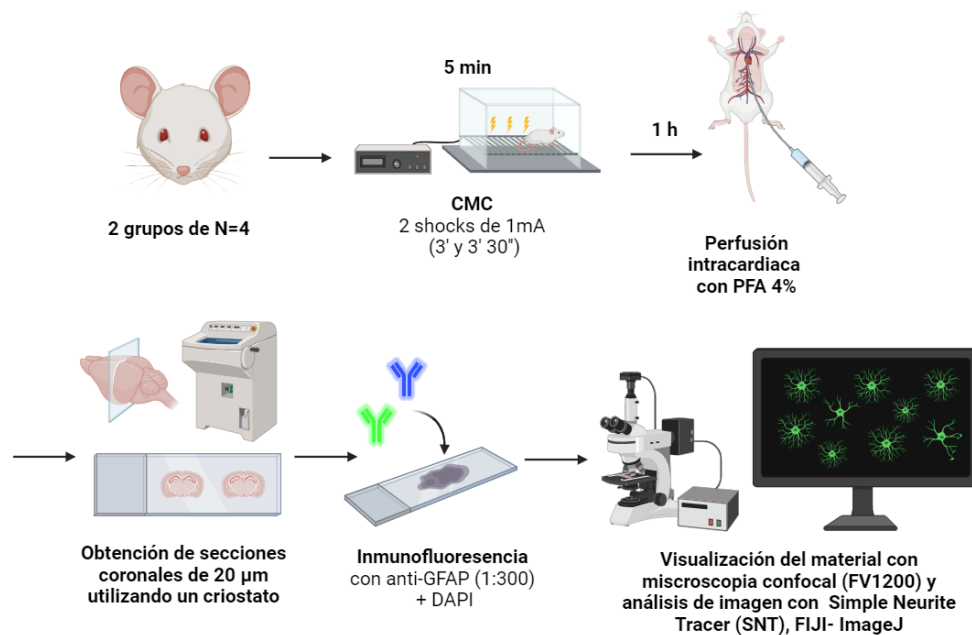 5 min
1 h
2 grupos de N=4
CMC
2 shocks de 1mA
(3' y 3' 30")
Perfusión
intracardiaca
con PFA 4%
Obtención de secciones
coronales de 20 µm
utilizando un criostato
Inmunofluoresencia
con anti-GFAP (1:300)
+ DAPI
Visualización del material con
miscroscopia confocal (FV1200) y
análisis de imagen con Simple Neurite
Tracer (SNT), FIJI- ImageJ